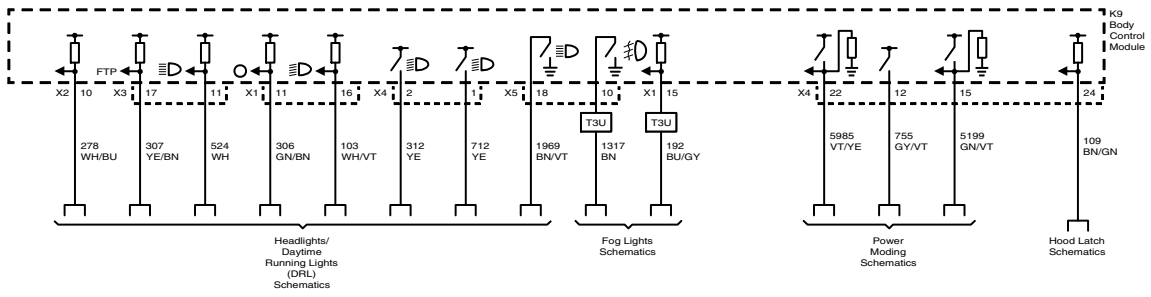 K9
Body
Control
Module
FTP
X2 10 X3 17 11 X1 11 16 X4 2 1 X5 18 10 X1 15 X4 22 12 15 24
T3U T3U
278
WH/BU
307
YE/BN
524
WH
306
GN/BN
103
WH/VT
312
YE
712
YE
1969
BN/VT
1317
BN
192
BU/GY
5985
VT/YE
755
GY/VT
5199
GN/VT
109
BN/GN
Headlights/
Daytime
Running Lights
(DRL)
Schematics
Fog Lights
Schematics
Power
Moding
Schematics
Hood Latch
Schematics